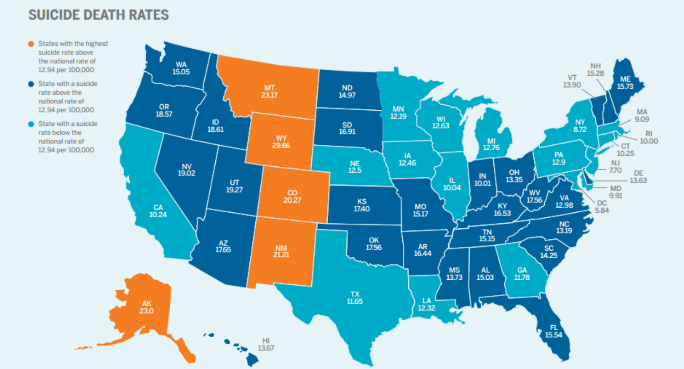 SUICIDE DEATH RATES
States with the highest
suicide rate above
the national rate of
12.94 per 100,000
State with a suicide
rate above the
national rate of
12.94 per 100,000
State with a suicide
rate below the
national rate of
12.94 per 100,000
WA
15.05
OR
18.57
ID
18.61
MT
23.17
WY
29.66
NV
19.02
UT
19.27
CO
20.27
CA
10.24
AZ
17.65
NM
21.21
ND
14.97
SD
16.91
NE
12.5
KS
17.40
OK
17.56
TX
11.65
MN
12.19
IA
12.46
MO
15.17
AR
16.44
LA
12.32
WI
12.63
IL
10.04
MI
12.76
IN
10.01
OH
13.35
KY
16.53
TN
15.15
MS
13.73
AL
15.03
GA
11.78
FL
15.54
SC
14.25
NC
13.19
VA
12.98
WV
17.56
PA
12.9
NY
8.72
VT
13.90
NH
15.28
ME
15.73
MA
9.09
RI
10.00
CT
10.25
NJ
7.70
DE
13.63
MD
9.91
DC
5.84
AK
23.0
HI
13.67